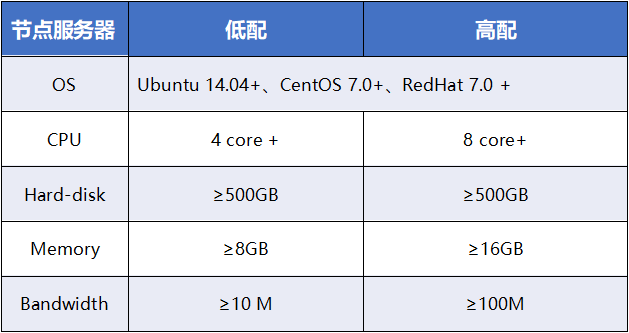 节点服务器 低配 高配
OS Ubuntu 14.04+、CentOS 7.0+、RedHat 7.0 +
CPU 4 core + 8 core+
Hard-disk ≥500GB ≥500GB
Memory ≥8GB ≥16GB
Bandwidth ≥10 M ≥100M